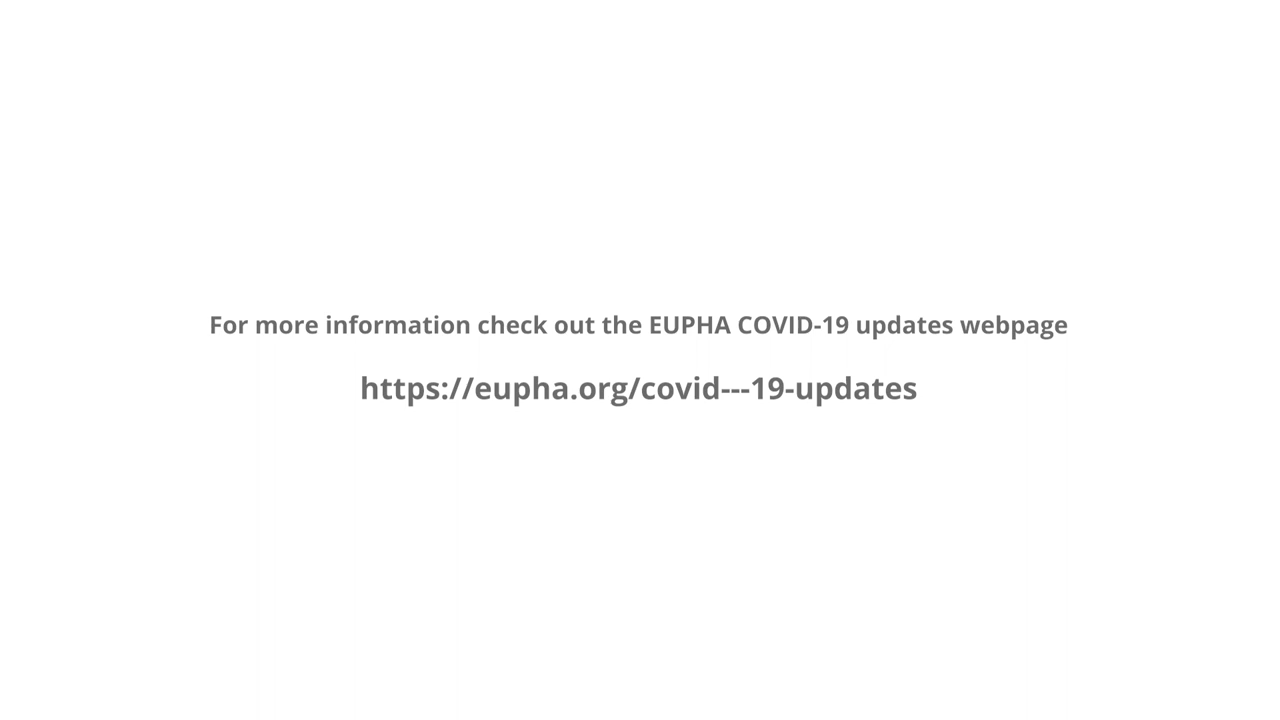 For more information check out the EUPHA COVID-19 updates webpage
https://eupha.org/covid---19-updates